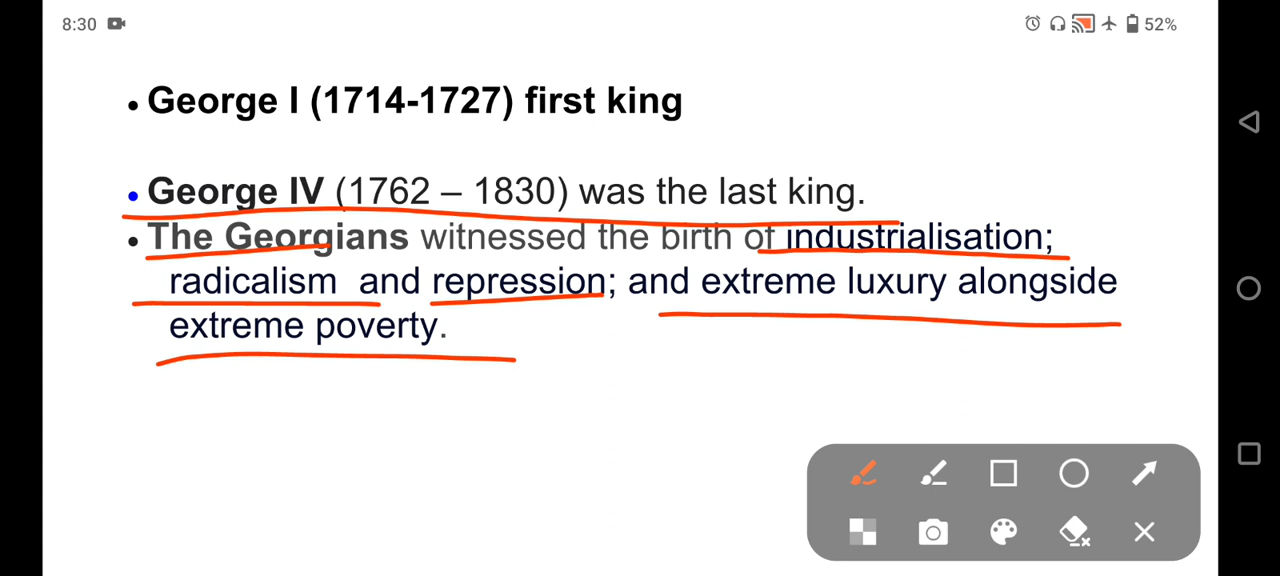 8:30
52%
• George I (1714-1727) first king
• George IV (1762 – 1830) was the last king.
• The Georgians witnessed the birth of industrialisation;
radicalism and repression; and extreme luxury alongside
extreme poverty.